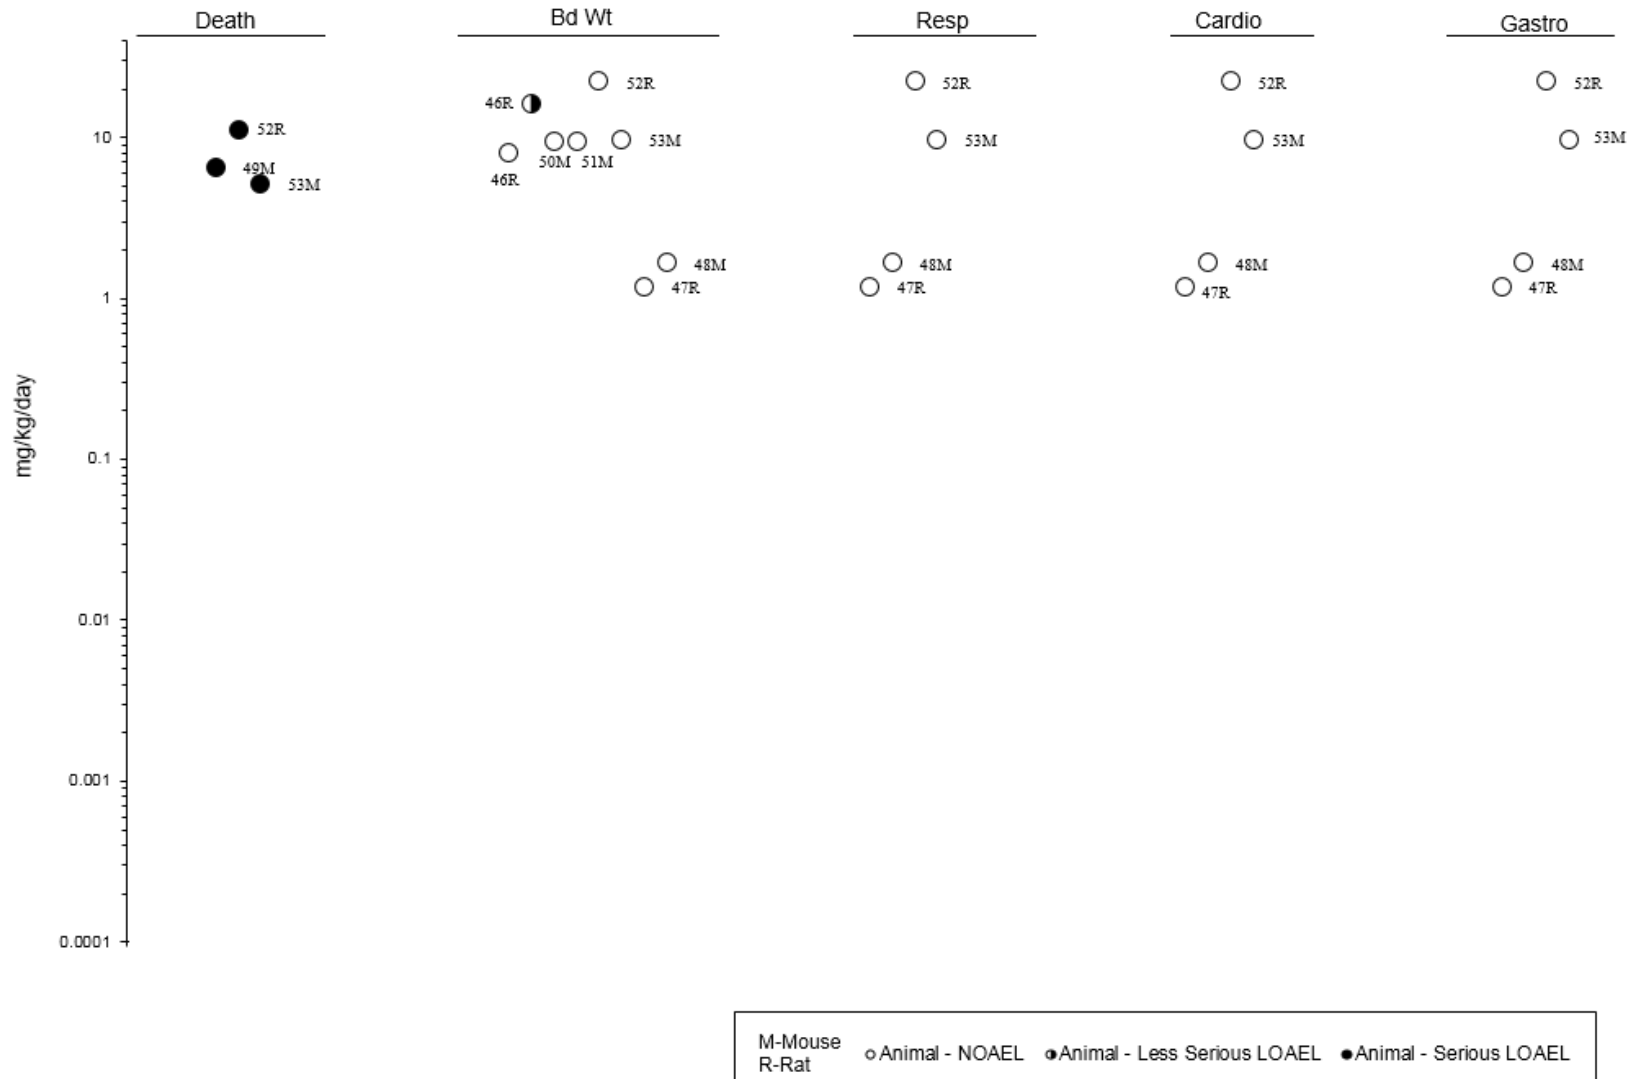 Death Bd Wt Resp Cardio Gastro
52R 52R 52R 52R
46R
10 52R 53M 53M 53M 53M
49M 50M 51M
53M 46R
48M 48M 48M 48M
1 47R 47R 47R 47R
mg/kg/day
0.1
0.01
0.001
0.0001
M-Mouse
R-Rat
Animal - NOAEL Animal - Less Serious LOAEL Animal - Serious LOAEL